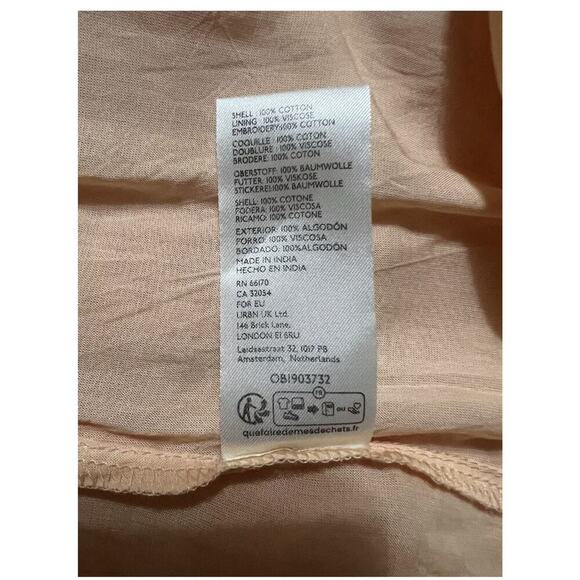 SHELL: 100% COTTON
LINING: 100% VISCOSE
EMBROIDERY:100% COTTON
COQUILLE: 100% COTON
DOUBLURE: 100% VISCOSE
BRODERE: 100% COTON
OBERSTOFF: 100% BAUMWOLLE
FUTTER: 100% VISKOSE
STICKEREI:100% BAUMWOLLE
SHELL: 100% COTONE
FODERA: 100% VISCOSA
RICAMO: 100% COTONE
EXTERIOR: 100% ALGODÓN
FORRO: 100% VISCOSA
BORDADO: 100%ALGODÓN
MADE IN INDIA
HECHO EN INDIA
RN 66170
CA 32054
FOR EU
URBN UK Ltd.
146 Brick Lane,
LONDON E1 6RU
Leidsestraat 32, 1017 PB
Amsterdam, Netherlands
OB1903732
FR
OU
quefairedemesdechets.fr